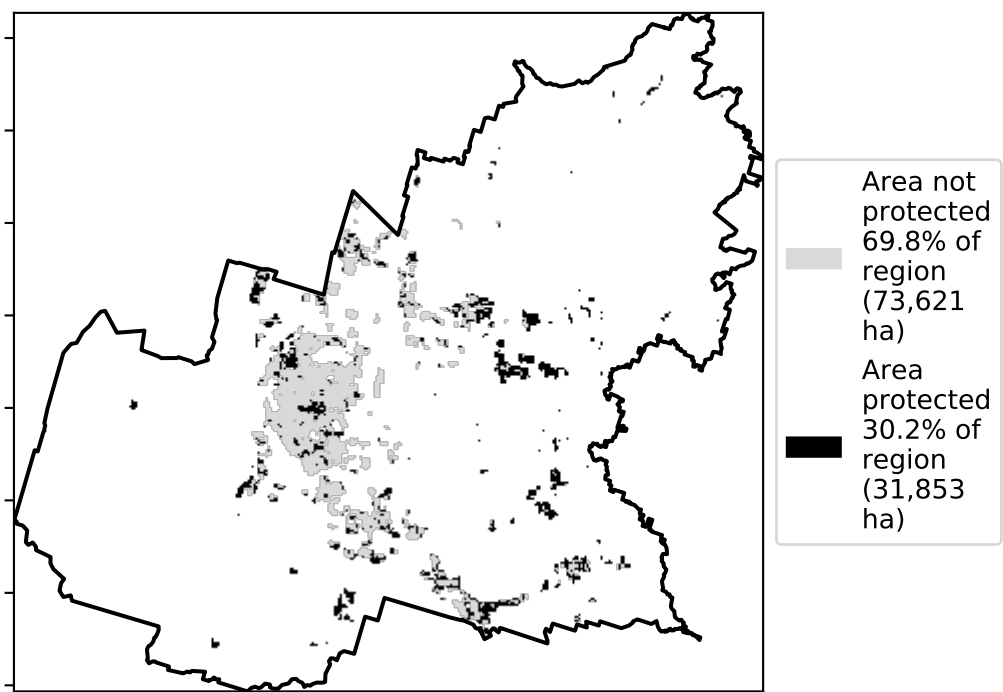 Area not
protected
69.8% of
region
(73,621
ha)
Area
protected
30.2% of
region
(31,853
ha)